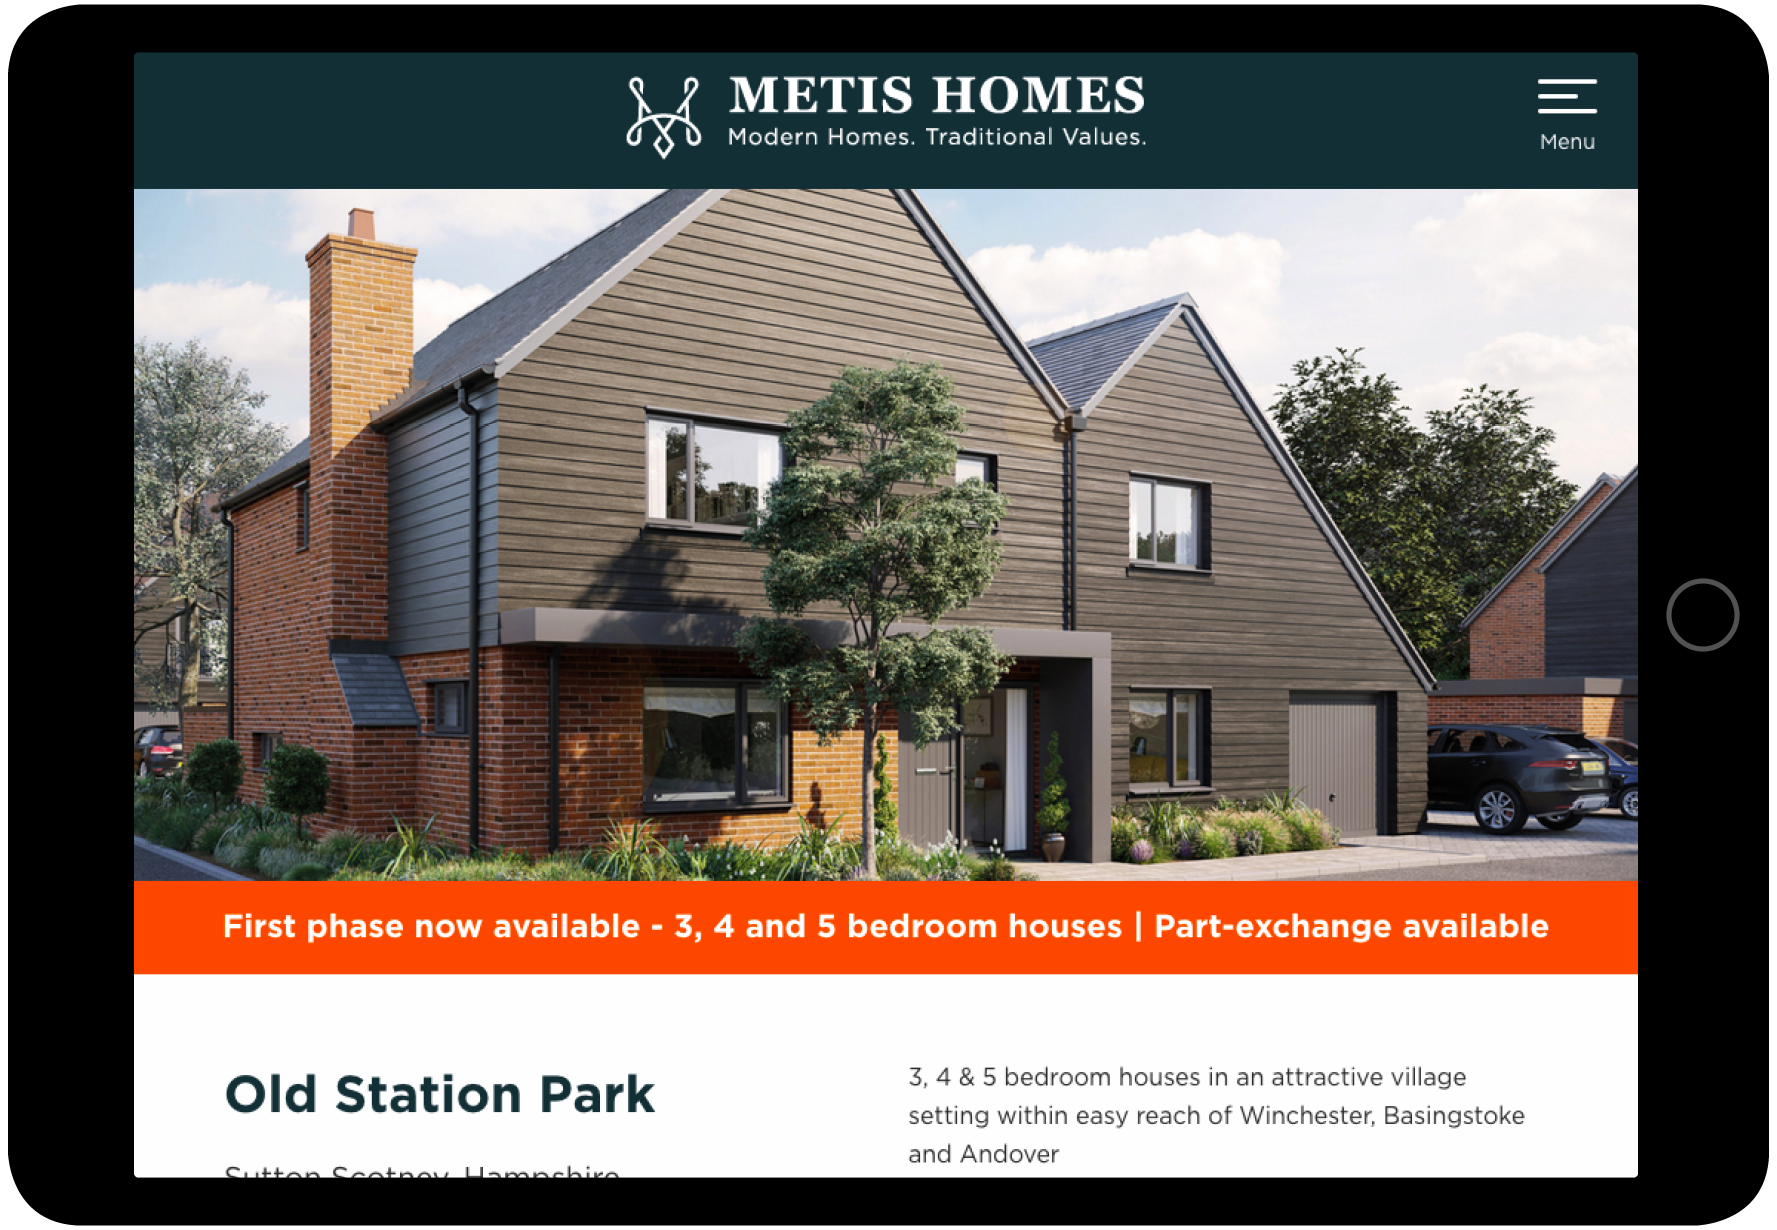 METIS HOMES
Modern Homes. Traditional Values.
Menu
First phase now available - 3, 4 and 5 bedroom houses | Part-exchange available
Old Station Park
Sutton Scotney, Hampshire
3, 4 & 5 bedroom houses in an attractive village
setting within easy reach of Winchester, Basingstoke
and Andover